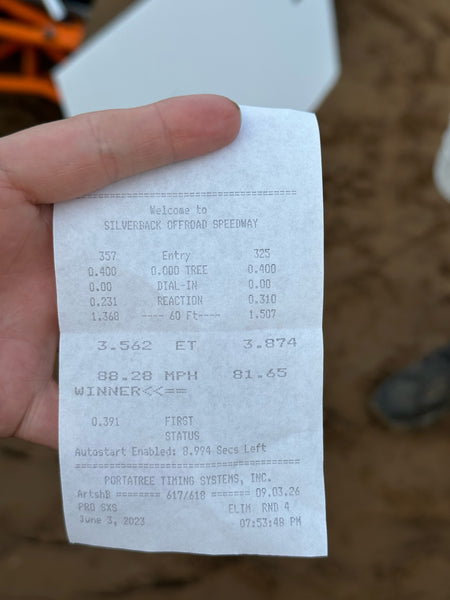 ==========================================
Welcome to
SILVERBACK OFFROAD SPEEDWAY
357 Entry 325
0.400 0.000 TREE 0.400
0.00 DIAL-IN 0.00
0.231 REACTION 0.310
1.368 ---- 60 Ft---- 1.507
3.562 ET 3.874
88.28 MPH 81.65
WINNER<<==
0.391 FIRST
STATUS
Autostart Enabled: 8.994 Secs Left
==========================================
PORTATREE TIMING SYSTEMS, INC.
ArtshB ======== 617/618 ======= 09.03.26
PRO SXS ELIM RND 4
June 3, 2023 07:53:48 PM